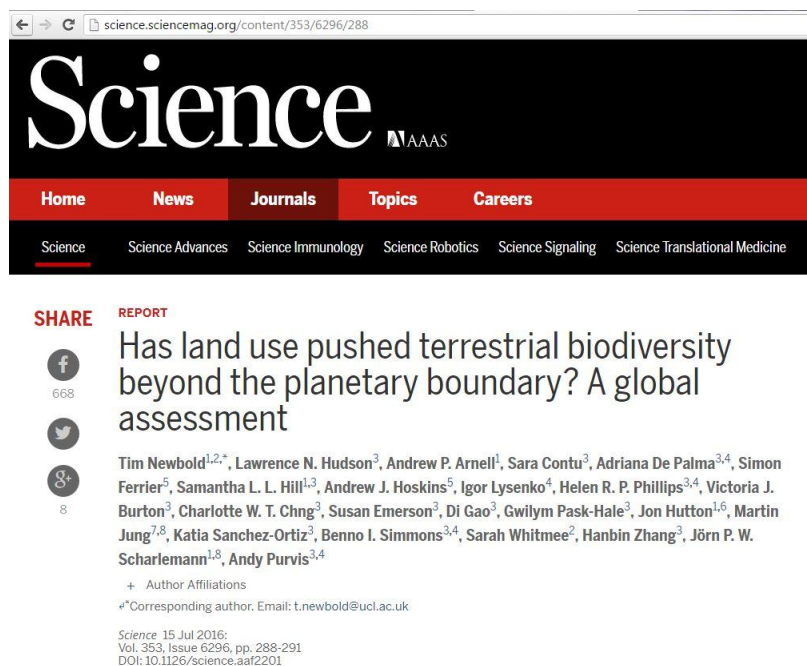 science.sciencemag.org/content/353/6296/288
Science AAAS
Home News Journals Topics Careers
Science Science Advances Science Immunology Science Robotics Science Signaling Science Translational Medicine
SHARE
668
8
REPORT
Has land use pushed terrestrial biodiversity
beyond the planetary boundary? A global
assessment
Tim Newbold1,2,*, Lawrence N. Hudson3, Andrew P. Arnell1, Sara Contu3, Adriana De Palma3,4, Simon
Ferrier5, Samantha L. L. Hill1,3, Andrew J. Hoskins5, Igor Lysenko4, Helen R. P. Phillips3,4, Victoria J.
Burton3, Charlotte W. T. Chng3, Susan Emerson3, Di Gao3, Gwilym Pask-Hale3, Jon Hutton1,6, Martin
Jung7,8, Katia Sanchez-Ortiz3, Benno I. Simmons3,4, Sarah Whitmee2, Hanbin Zhang3, Jörn P. W.
Scharlemann1,8, Andy Purvis3,4
+ Author Affiliations
↵*Corresponding author. Email: t.newbold@ucl.ac.uk
Science 15 Jul 2016:
Vol. 353, Issue 6296, pp. 288-291
DOI: 10.1126/science.aaf2201